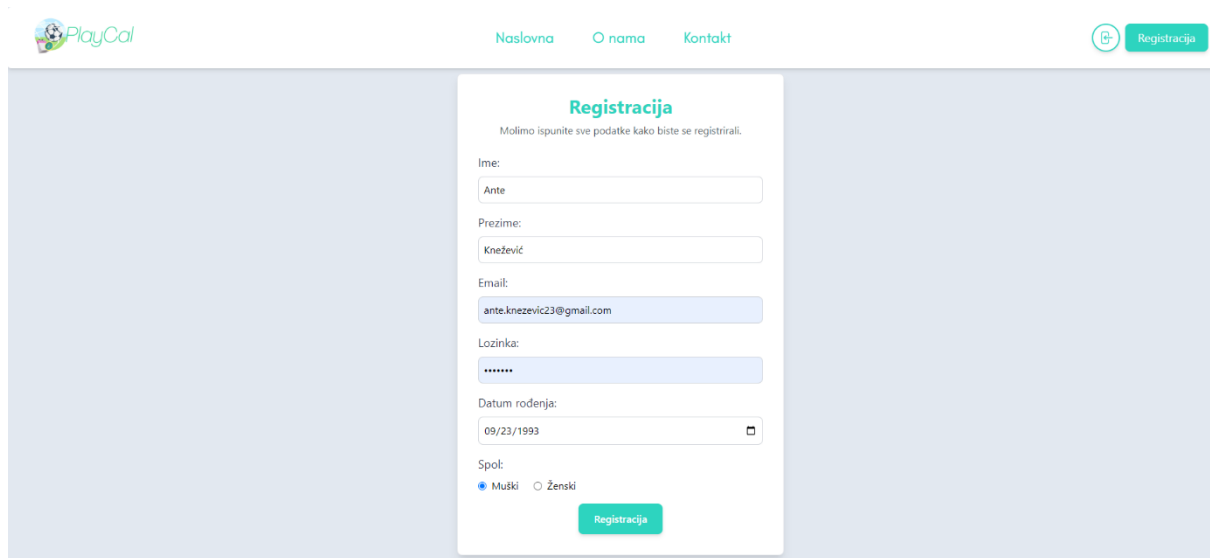 PlayCal
Naslovna O nama Kontakt
Registracija
Registracija
Molimo ispunite sve podatke kako biste se registrirali.
Ime:
Ante
Prezime:
Knežević
Email:
ante.knezevic23@gmail.com
Lozinka:
•••••••
Datum rođenja:
09/23/1993
Spol:
Muški Ženski
Registracija